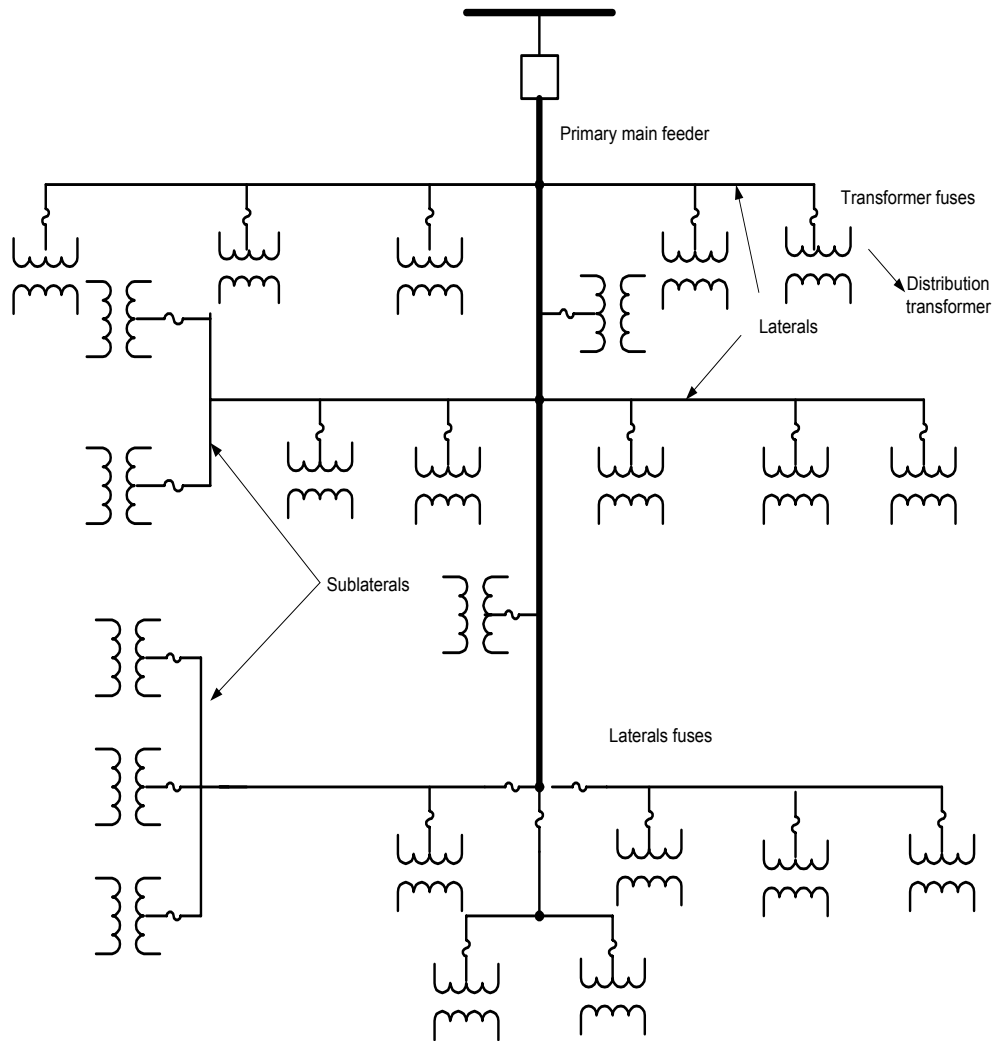 Primary main feeder
Transformer fuses
Distribution
transformer
Laterals
Sublaterals
Laterals fuses